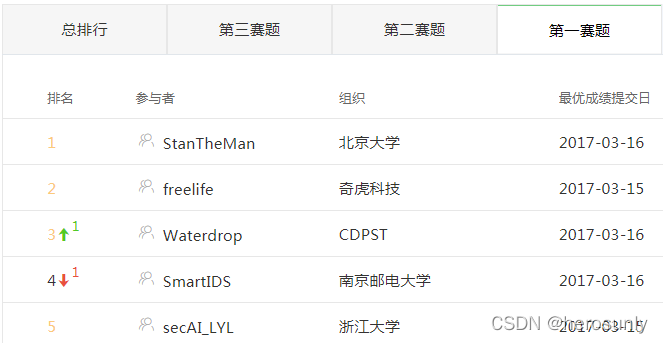 总排行 第三赛题 第二赛题 第一赛题
排名 参与者 组织 最优成绩提交日
1 StanTheMan 北京大学 2017-03-16
2 freelife 奇虎科技 2017-03-15
3 1 Waterdrop CDPST 2017-03-16
4 1 SmartIDS 南京邮电大学 2017-03-16
5 secAI_LYL 浙江大学 2017-03-16
CSDN @herosunly